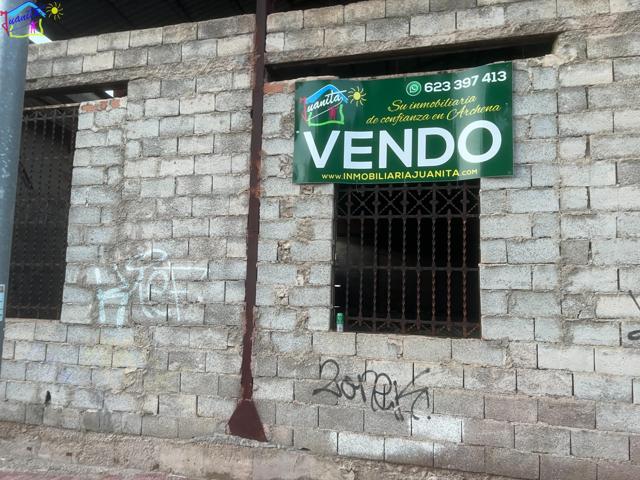 Juanita
Juanita
623 397 413
Su inmobiliaria
de confianza en Archena
VENDO
www.INMOBILIARIAJUANITA.com